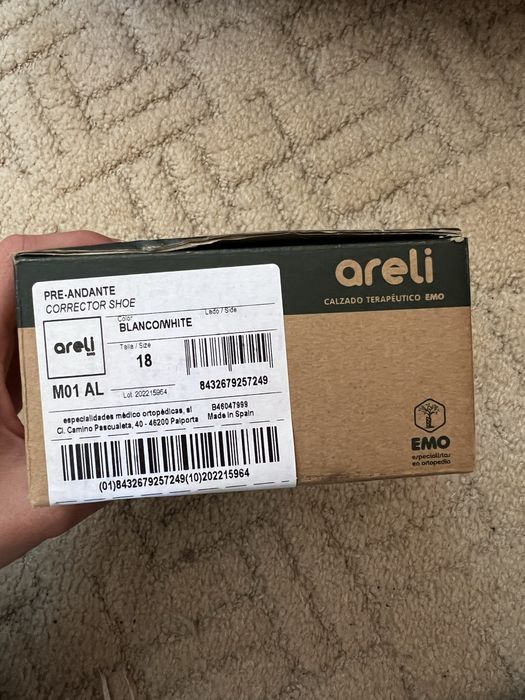 areli
CALZADO TERAPÉUTICO EMO
PRE-ANDANTE
CORRECTOR SHOE
areli
EMO
M01 AL
Color
BLANCO/WHITE
Lado / Side
Talla / Size
18
Lot. 202215964
8432679257249
especialidades médico ortopédicas, sl
B46047999
Cl. Camino Pascualeta, 40 - 46200 Paiporta
Made in Spain
(01)8432679257249(10)202215964
EMO
especialistas
en ortopedia